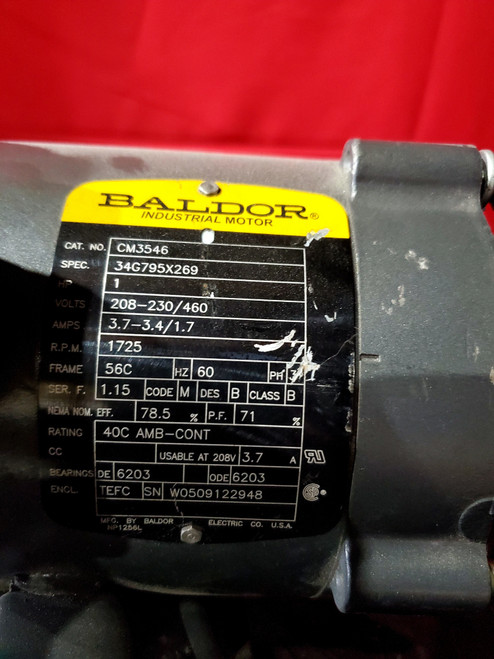 BALDOR®
INDUSTRIAL MOTOR
CAT. NO. CM3546
SPEC. 34G795X269
HP 1
VOLTS 208-230/460
AMPS 3.7-3.4/1.7
R.P.M. 1725
FRAME 56C HZ 60 PH 3
SER. F. 1.15 CODE M DES B CLASS B
NEMA NOM. EFF. 78.5 % P.F. 71 %
RATING 40C AMB-CONT
CC USABLE AT 208V 3.7 A
BEARINGS DE 6203 ODE 6203
ENCL. TEFC SN W0509122948
MFG. BY BALDOR ELECTRIC CO. U.S.A.
NP1256L